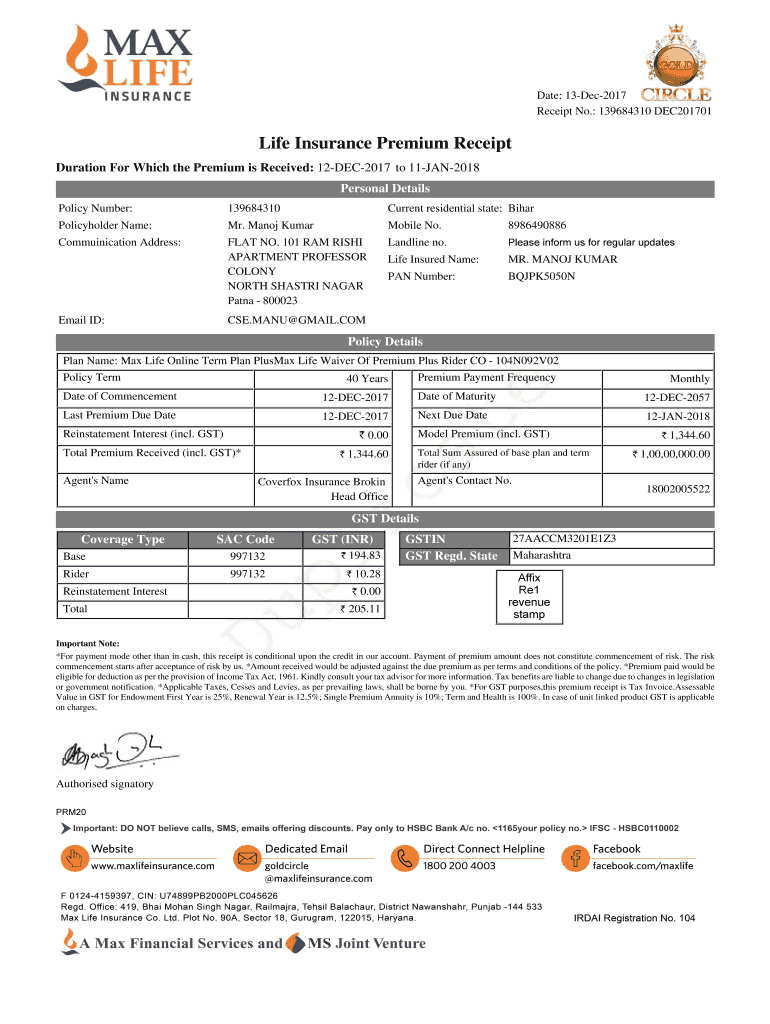 MAX
LIFE
INSURANCE
GOLD
CIRCLE
Date: 13-Dec-2017
Receipt No.: 139684310 DEC201701
Life Insurance Premium Receipt
Duration For Which the Premium is Received: 12-DEC-2017 to 11-JAN-2018
Personal Details
Policy Number: 139684310 Current residential state: Bihar
Policyholder Name: Mr. Manoj Kumar Mobile No. 8986490886
Commuinication Address: FLAT NO. 101 RAM RISHI Landline no. Please inform us for regular updates
APARTMENT PROFESSOR Life Insured Name: MR. MANOJ KUMAR
COLONY PAN Number: BQJPK5050N
NORTH SHASTRI NAGAR
Patna - 800023
Email ID: CSE.MANU@GMAIL.COM
Policy Details
Plan Name: Max Life Online Term Plan PlusMax Life Waiver Of Premium Plus Rider CO - 104N092V02
Policy Term 40 Years Premium Payment Frequency Monthly
Date of Commencement 12-DEC-2017 Date of Maturity 12-DEC-2057
Last Premium Due Date 12-DEC-2017 Next Due Date 12-JAN-2018
Reinstatement Interest (incl. GST) ₹ 0.00 Model Premium (incl. GST) ₹ 1,344.60
Total Premium Received (incl. GST)* ₹ 1,344.60 Total Sum Assured of base plan and term ₹ 1,00,00,000.00
rider (if any)
Agent's Name Coverfox Insurance Brokin Agent's Contact No. 18002005522
Head Office
GST Details
Coverage Type SAC Code GST (INR) GSTIN 27AACCM3201E1Z3
Base 997132 ₹ 194.83 GST Regd. State Maharashtra
Rider 997132 ₹ 10.28
Reinstatement Interest ₹ 0.00
Total ₹ 205.11
Affix
Re1
revenue
stamp
Important Note:
*For payment mode other than in cash, this receipt is conditional upon the credit in our account. Payment of premium amount does not constitute commencement of risk. The risk
commencement starts after acceptance of risk by us. *Amount received would be adjusted against the due premium as per terms and conditions of the policy. *Premium paid would be
eligible for deduction as per the provision of Income Tax Act, 1961. Kindly consult your tax advisor for more information. Tax benefits are liable to change due to changes in legislation
or government notification. *Applicable Taxes, Cesses and Levies, as per prevailing laws, shall be borne by you. *For GST purposes,this premium receipt is Tax Invoice.Assessable
Value in GST for Endowment First Year is 25%, Renewal Year is 12.5%; Single Premium Annuity is 10%; Term and Health is 100%. In case of unit linked product GST is applicable
on charges.
Authorised signatory
PRM20
Important: DO NOT believe calls, SMS, emails offering discounts. Pay only to HSBC Bank A/c no. <1165your policy no.> IFSC - HSBC0110002
Website Dedicated Email Direct Connect Helpline Facebook
www.maxlifeinsurance.com goldcircle 1800 200 4003 facebook.com/maxlife
@maxlifeinsurance.com
F 0124-4159397, CIN: U74899PB2000PLC045626
Regd. Office: 419, Bhai Mohan Singh Nagar, Railmajra, Tehsil Balachaur, District Nawanshahr, Punjab -144 533
Max Life Insurance Co. Ltd. Plot No. 90A, Sector 18, Gurugram, 122015, Haryana. IRDAI Registration No. 104
A Max Financial Services and MS Joint Venture